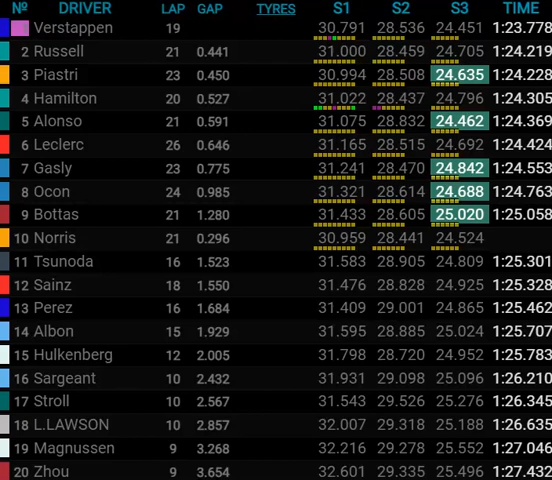 Nº DRIVER LAP GAP TYRES S1 S2 S3 TIME
Verstappen 19 30.791 28.536 24.451 1:23.778
2 Russell 21 0.441 31.000 28.459 24.705 1:24.219
3 Piastri 23 0.450 30.994 28.508 24.635 1:24.228
4 Hamilton 20 0.527 31.022 28.437 24.796 1:24.305
5 Alonso 21 0.591 31.075 28.832 24.462 1:24.369
6 Leclerc 26 0.646 31.165 28.515 24.692 1:24.424
7 Gasly 23 0.775 31.241 28.470 24.842 1:24.553
8 Ocon 24 0.985 31.321 28.614 24.688 1:24.763
9 Bottas 21 1.280 31.433 28.605 25.020 1:25.058
10 Norris 21 0.296 30.959 28.441 24.524
11 Tsunoda 16 1.523 31.583 28.905 24.809 1:25.301
12 Sainz 18 1.550 31.476 28.828 24.925 1:25.328
13 Perez 16 1.684 31.409 29.001 24.865 1:25.462
14 Albon 15 1.929 31.595 28.885 25.024 1:25.707
15 Hulkenberg 12 2.005 31.798 28.720 24.952 1:25.783
16 Sargeant 10 2.432 31.931 29.098 25.096 1:26.210
17 Stroll 10 2.567 31.543 29.526 25.276 1:26.345
18 L.LAWSON 10 2.857 32.007 29.318 25.188 1:26.635
19 Magnussen 9 3.268 32.216 29.278 25.552 1:27.046
20 Zhou 9 3.654 32.601 29.335 25.496 1:27.432